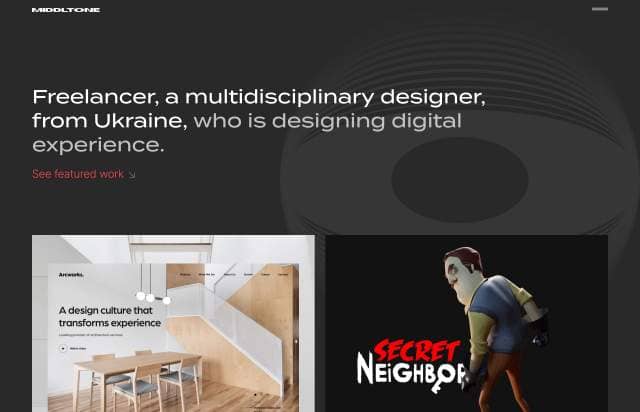 MIDDLTONE
Freelancer, a multidisciplinary designer,
from Ukraine, who is designing digital
experience.
See featured work
Arcworks.
A design culture that
transforms experience
SECRET
NEiGHBOR